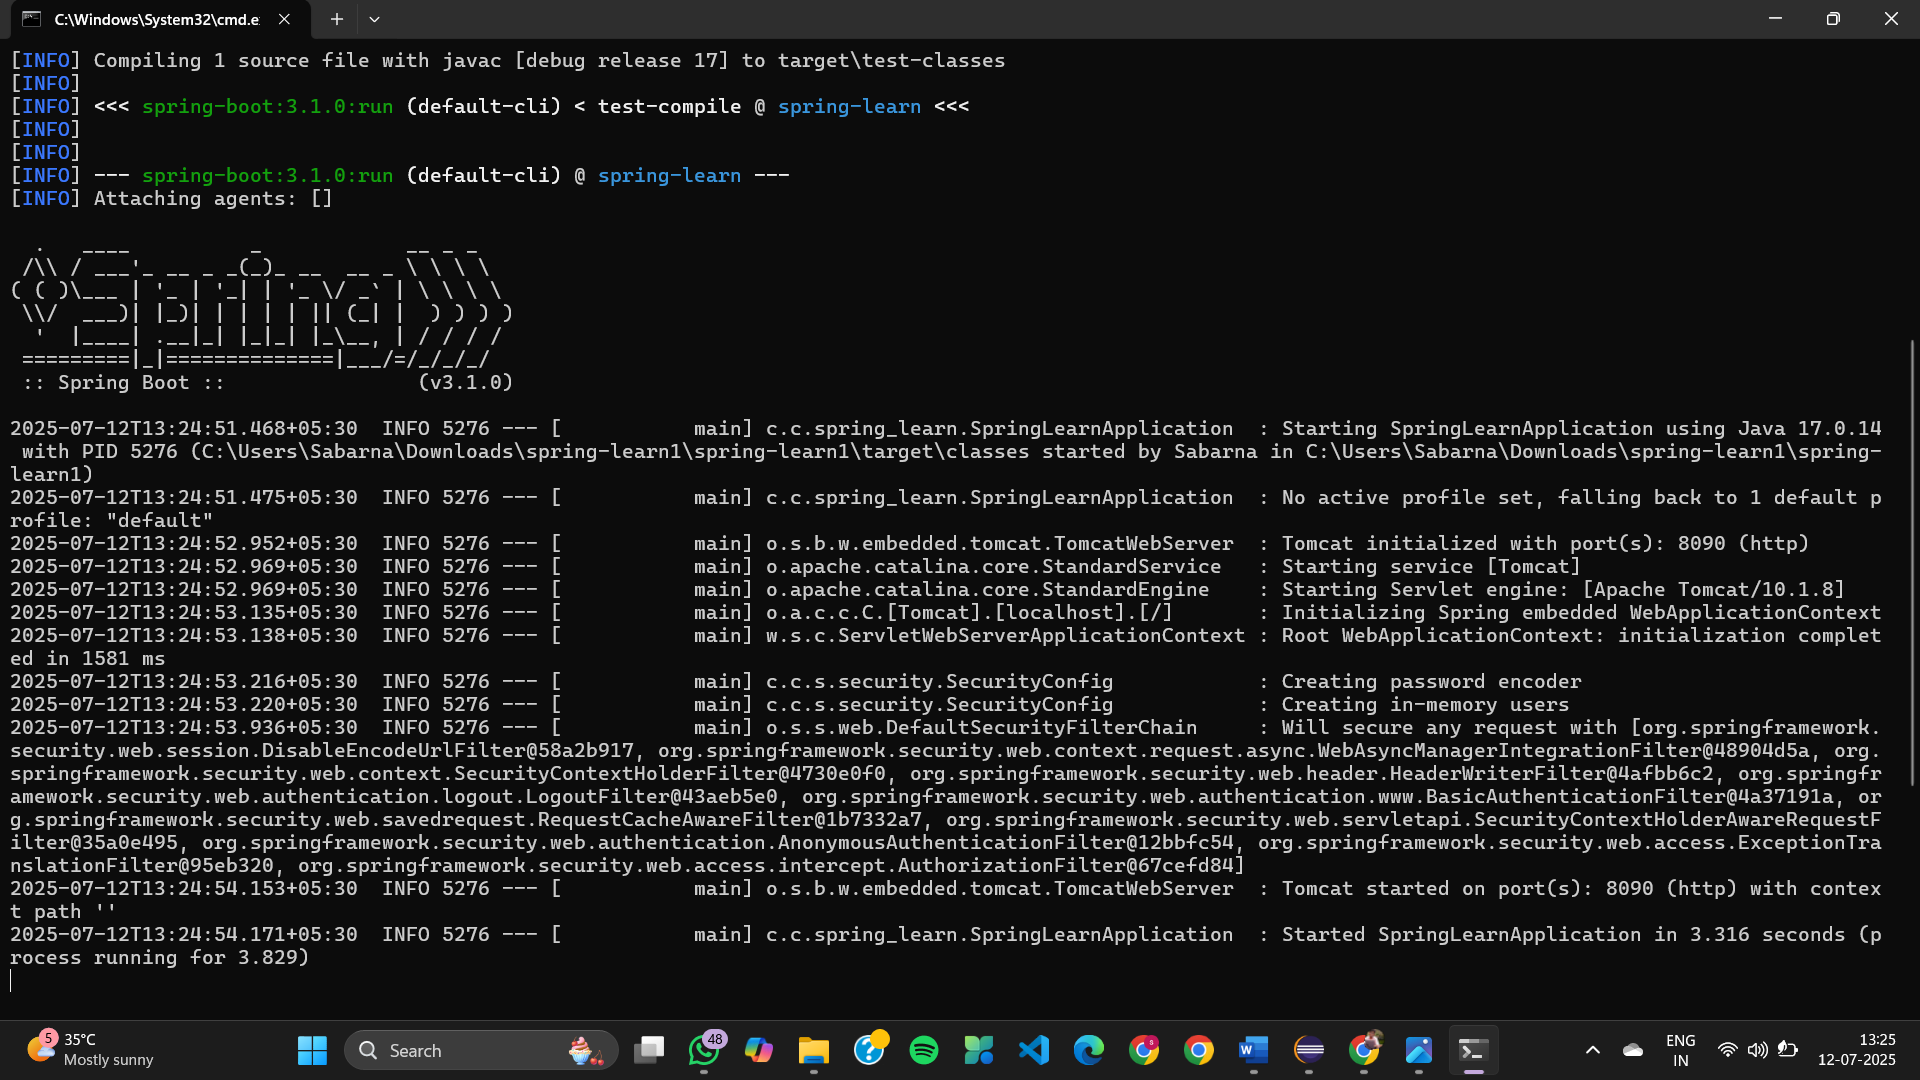 C:\Windows\System32\cmd.e
[INFO] Compiling 1 source file with javac [debug release 17] to target\test-classes
[INFO]
[INFO] <<< spring-boot:3.1.0:run (default-cli) < test-compile @ spring-learn <<<
[INFO]
[INFO]
[INFO] --- spring-boot:3.1.0:run (default-cli) @ spring-learn ---
[INFO] Attaching agents: []
  .   ____          _            __ _ _
 /\\ / ___'_ __ _ _(_)_ __  __ _ \ \ \ \
( ( )\___ | '_ | '_| | '_ \/ _` | \ \ \ \
 \\/  ___)| |_)| | | | | || (_| |  ) ) ) )
  '  |____| .__|_| |_|_| |_\__, | / / / /
 =========|_|==============|___/=/_/_/_/
 :: Spring Boot ::                (v3.1.0)
2025-07-12T13:24:51.468+05:30  INFO 5276 --- [           main] c.c.spring_learn.SpringLearnApplication  : Starting SpringLearnApplication using Java 17.0.14
 with PID 5276 (C:\Users\Sabarna\Downloads\spring-learn1\spring-learn1\target\classes started by Sabarna in C:\Users\Sabarna\Downloads\spring-learn1\spring-
learn1)
2025-07-12T13:24:51.475+05:30  INFO 5276 --- [           main] c.c.spring_learn.SpringLearnApplication  : No active profile set, falling back to 1 default p
rofile: "default"
2025-07-12T13:24:52.952+05:30  INFO 5276 --- [           main] o.s.b.w.embedded.tomcat.TomcatWebServer  : Tomcat initialized with port(s): 8090 (http)
2025-07-12T13:24:52.969+05:30  INFO 5276 --- [           main] o.apache.catalina.core.StandardService   : Starting service [Tomcat]
2025-07-12T13:24:52.969+05:30  INFO 5276 --- [           main] o.apache.catalina.core.StandardEngine    : Starting Servlet engine: [Apache Tomcat/10.1.8]
2025-07-12T13:24:53.135+05:30  INFO 5276 --- [           main] o.a.c.c.C.[Tomcat].[localhost].[/]       : Initializing Spring embedded WebApplicationContext
2025-07-12T13:24:53.138+05:30  INFO 5276 --- [           main] w.s.c.ServletWebServerApplicationContext : Root WebApplicationContext: initialization complet
ed in 1581 ms
2025-07-12T13:24:53.216+05:30  INFO 5276 --- [           main] c.c.s.security.SecurityConfig            : Creating password encoder
2025-07-12T13:24:53.220+05:30  INFO 5276 --- [           main] c.c.s.security.SecurityConfig            : Creating in-memory users
2025-07-12T13:24:53.936+05:30  INFO 5276 --- [           main] o.s.s.web.DefaultSecurityFilterChain     : Will secure any request with [org.springframework.
security.web.session.DisableEncodeUrlFilter@58a2b917, org.springframework.security.web.context.request.async.WebAsyncManagerIntegrationFilter@48904d5a, org.
springframework.security.web.context.SecurityContextHolderFilter@4730e0f0, org.springframework.security.web.header.HeaderWriterFilter@4afbb6c2, org.springfr
amework.security.web.authentication.logout.LogoutFilter@43aeb5e0, org.springframework.security.web.authentication.www.BasicAuthenticationFilter@4a37191a, or
g.springframework.security.web.savedrequest.RequestCacheAwareFilter@1b7332a7, org.springframework.security.web.servletapi.SecurityContextHolderAwareRequestF
ilter@35a0e495, org.springframework.security.web.authentication.AnonymousAuthenticationFilter@12bbfc54, org.springframework.security.web.access.ExceptionTra
nslationFilter@95eb320, org.springframework.security.web.access.intercept.AuthorizationFilter@67cefd84]
2025-07-12T13:24:54.153+05:30  INFO 5276 --- [           main] o.s.b.w.embedded.tomcat.TomcatWebServer  : Tomcat started on port(s): 8090 (http) with contex
t path ''
2025-07-12T13:24:54.171+05:30  INFO 5276 --- [           main] c.c.spring_learn.SpringLearnApplication  : Started SpringLearnApplication in 3.316 seconds (p
rocess running for 3.829)
5
35°C
Mostly sunny
Search
48
ENG
IN
13:25
12-07-2025